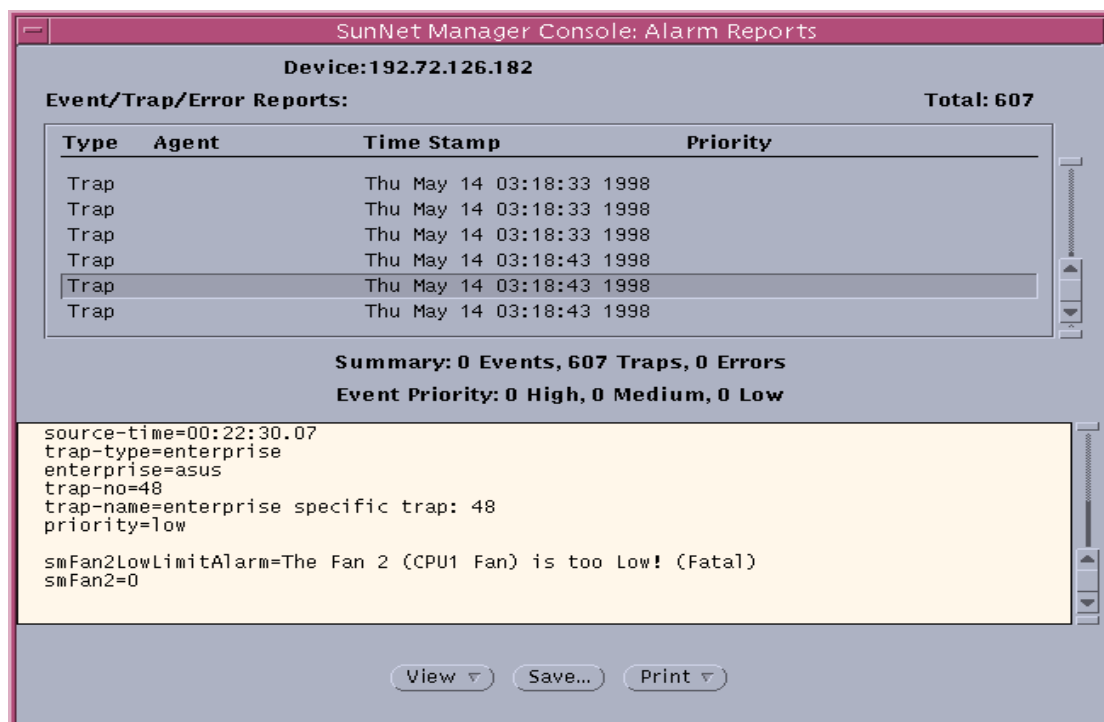 SunNet Manager Console: Alarm Reports
Device:192.72.126.182
Event/Trap/Error Reports: Total: 607
Type Agent Time Stamp Priority
Trap Thu May 14 03:18:33 1998
Trap Thu May 14 03:18:33 1998
Trap Thu May 14 03:18:33 1998
Trap Thu May 14 03:18:43 1998
Trap Thu May 14 03:18:43 1998
Trap Thu May 14 03:18:43 1998
Summary: 0 Events, 607 Traps, 0 Errors
Event Priority: 0 High, 0 Medium, 0 Low
source-time=00:22:30.07
trap-type=enterprise
enterprise=asus
trap-no=48
trap-name=enterprise specific trap: 48
priority=low
smFan2LowLimitAlarm=The Fan 2 (CPU1 Fan) is too Low! (Fatal)
smFan2=0
View Save... Print